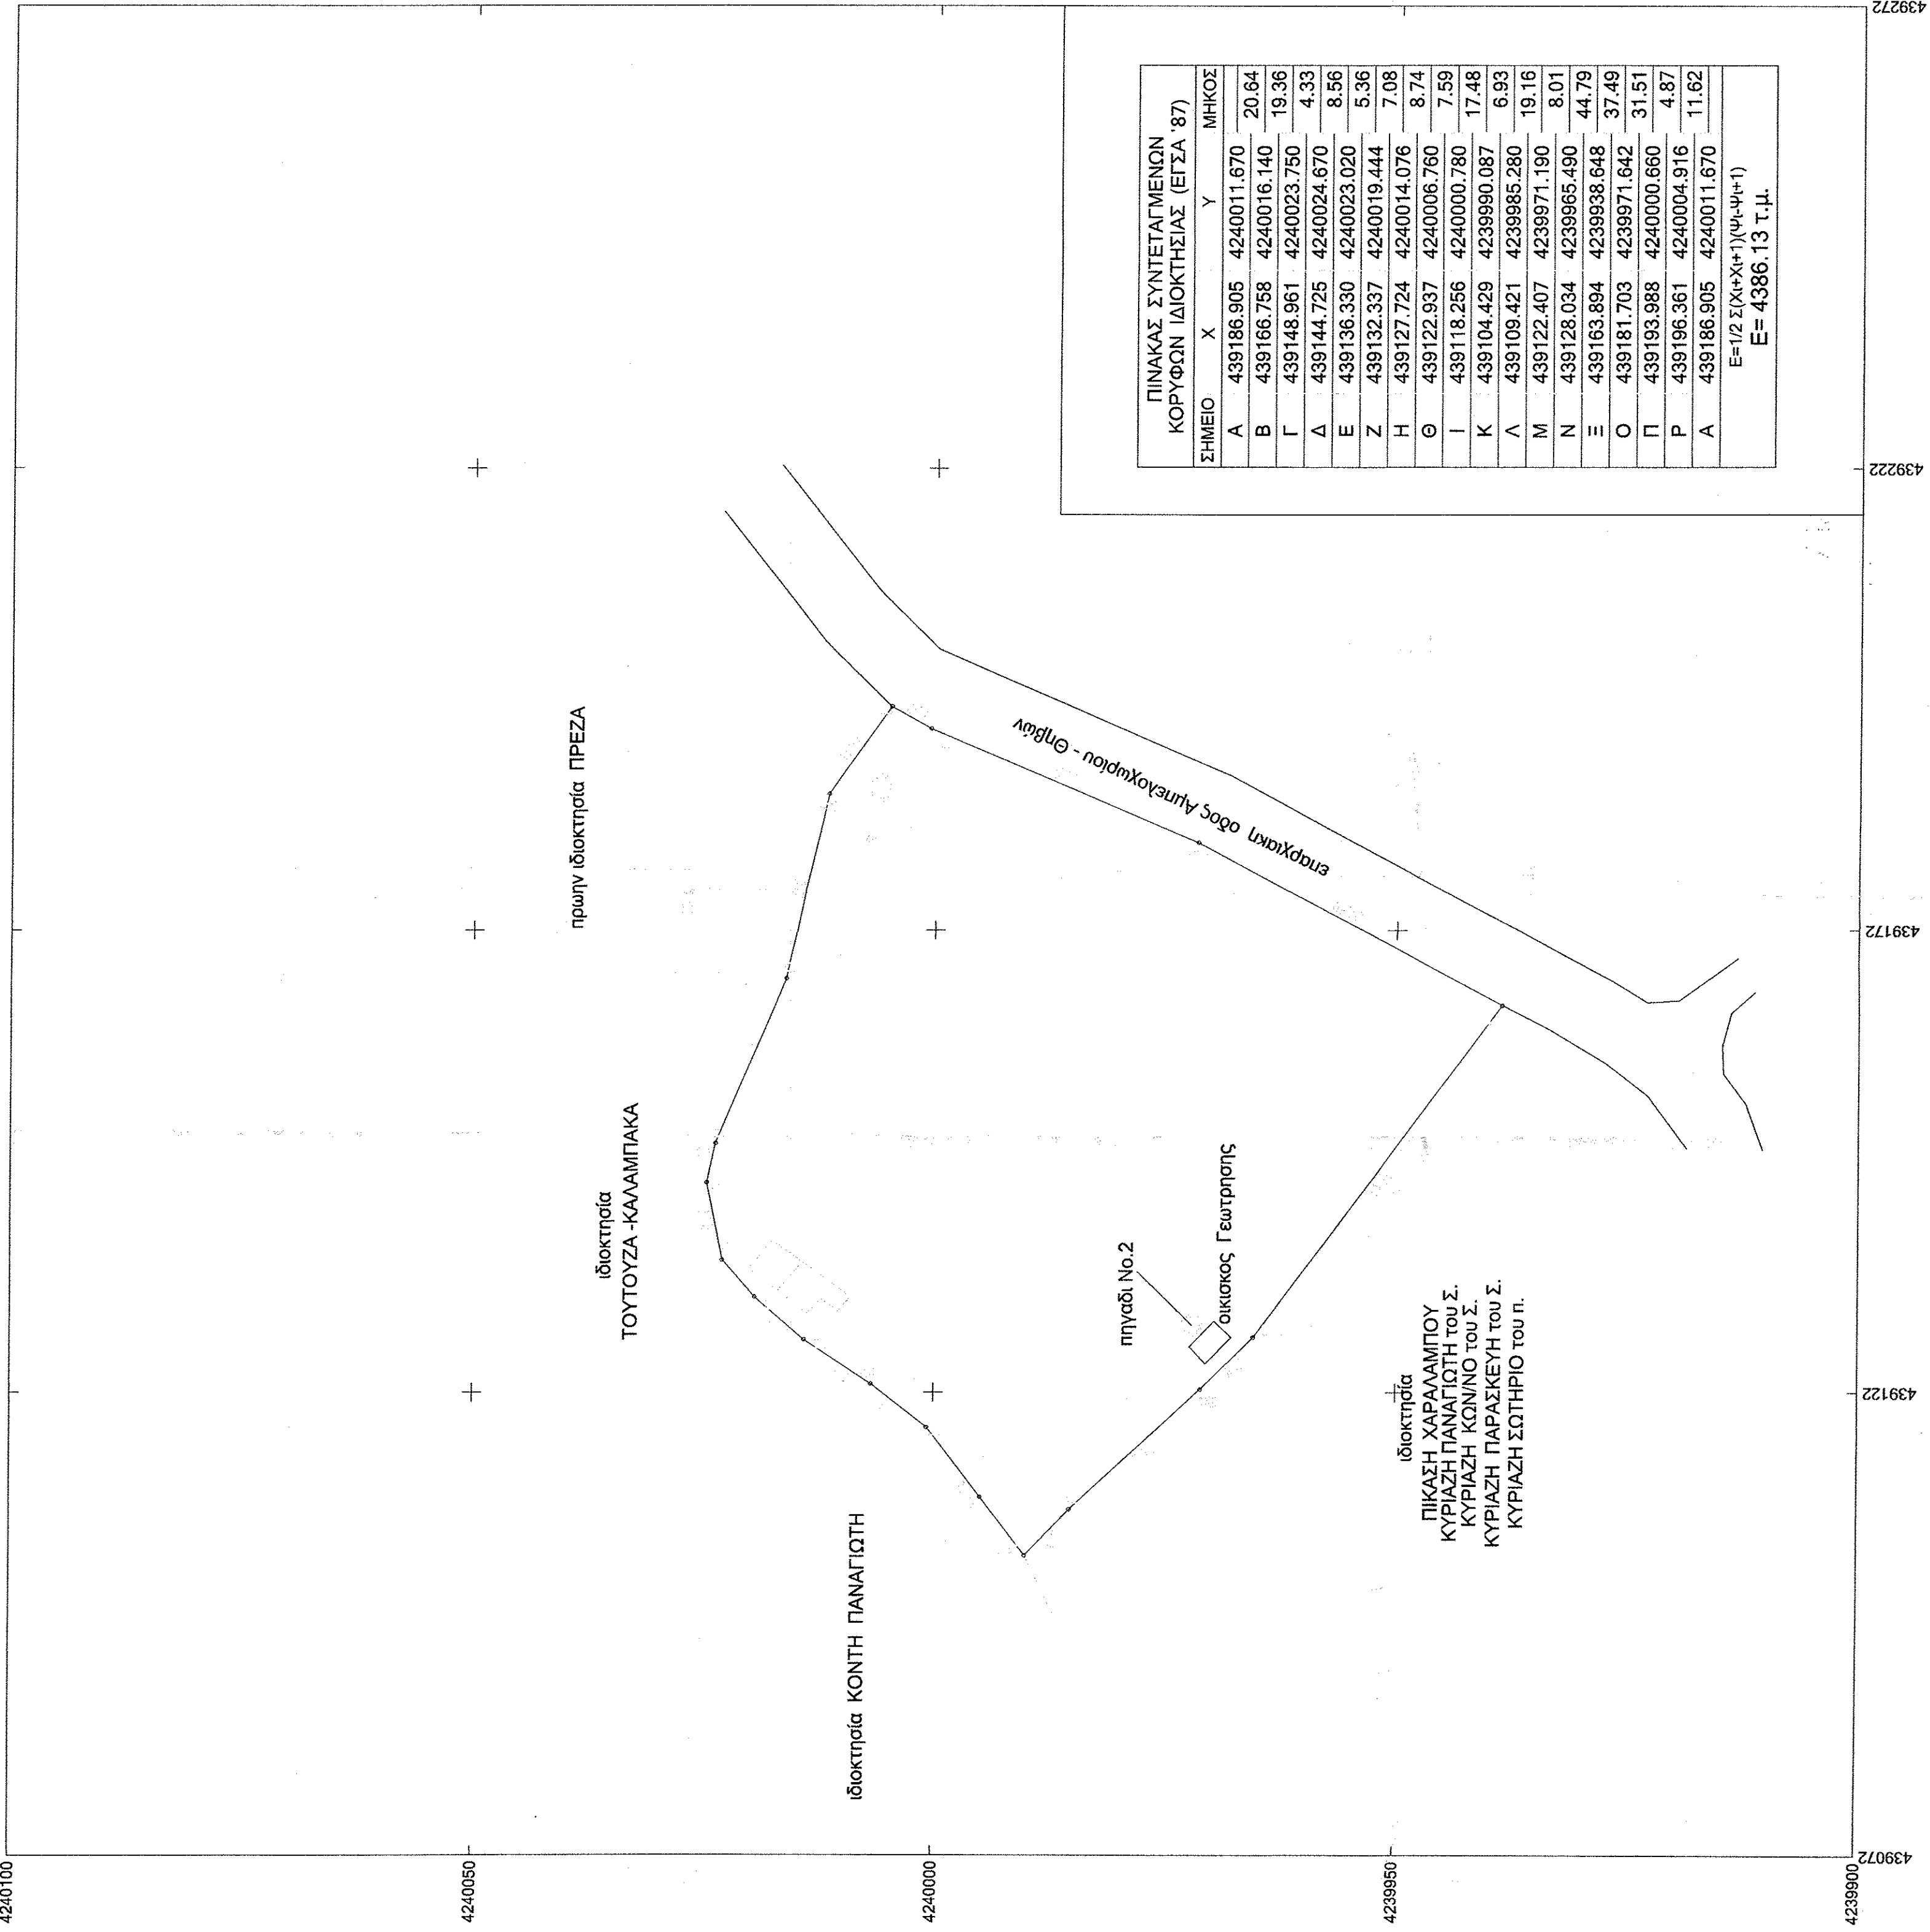 4240100
4240050
4240000
4239950
4239900
439072
439122
439172
439222
439272
πρωην ιδιοκτησία ΠΡΕΖΑ
ιδιοκτησία
ΤΟΥΤΟΥΖΑ -ΚΑΛΑΜΠΑΚΑ
ιδιοκτησία ΚΟΝΤΗ ΠΑΝΑΓΙΩΤΗ
επαρχιακη οδος Αμπελοχωρίου - Θηβών
πηγαδι Νο.2
οικισκος Γεωτρησης
ιδιοκτησία
ΠΙΚΑΣΗ ΧΑΡΑΛΑΜΠΟΥ
ΚΥΡΙΑΖΗ ΠΑΝΑΓΙΩΤΗ του Σ.
ΚΥΡΙΑΖΗ ΚΩΝ/ΝΟ του Σ.
ΚΥΡΙΑΖΗ ΠΑΡΑΣΚΕΥΗ του Σ.
ΚΥΡΙΑΖΗ ΣΩΤΗΡΙΟ του π.
ΠΙΝΑΚΑΣ ΣΥΝΤΕΤΑΓΜΕΝΩΝ
ΚΟΡΥΦΩΝ ΙΔΙΟΚΤΗΣΙΑΣ (ΕΓΣΑ '87)
ΣΗΜΕΙΟ Χ Υ ΜΗΚΟΣ
Α 439186.905 4240011.670
20.64
Β 439166.758 4240016.140
19.36
Γ 439148.961 4240023.750
4.33
Δ 439144.725 4240024.670
8.56
Ε 439136.330 4240023.020
5.36
Ζ 439132.337 4240019.444
7.08
Η 439127.724 4240014.076
8.74
Θ 439122.937 4240006.760
7.59
Ι 439118.256 4240000.780
17.48
Κ 439104.429 4239990.087
6.93
Λ 439109.421 4239985.280
19.16
Μ 439122.407 4239971.190
8.01
Ν 439128.034 4239965.490
44.79
Ξ 439163.894 4239938.648
37.49
Ο 439181.703 4239971.642
31.51
Π 439193.988 4240000.660
4.87
Ρ 439196.361 4240004.916
11.62
Α 439186.905 4240011.670
Ε=1/2 Σ(Χι+Χι+1)(Ψι-Ψι+1)
Ε= 4386.13 τ.μ.